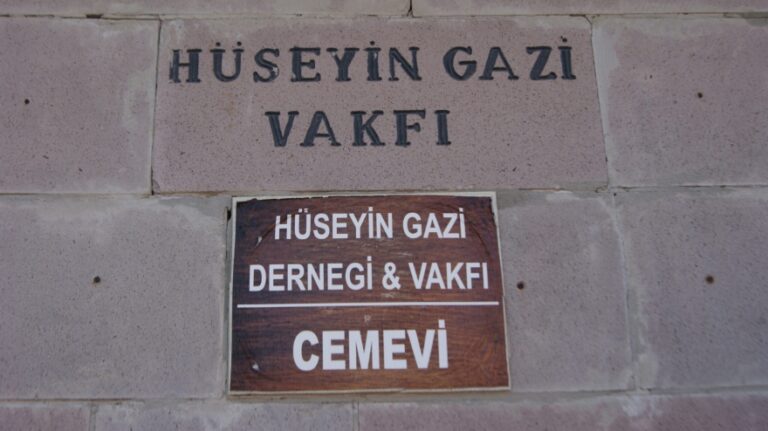 HÜSEYİN GAZİ
VAKFI
HÜSEYİN GAZİ
DERNEGİ & VAKFI
CEMEVİ